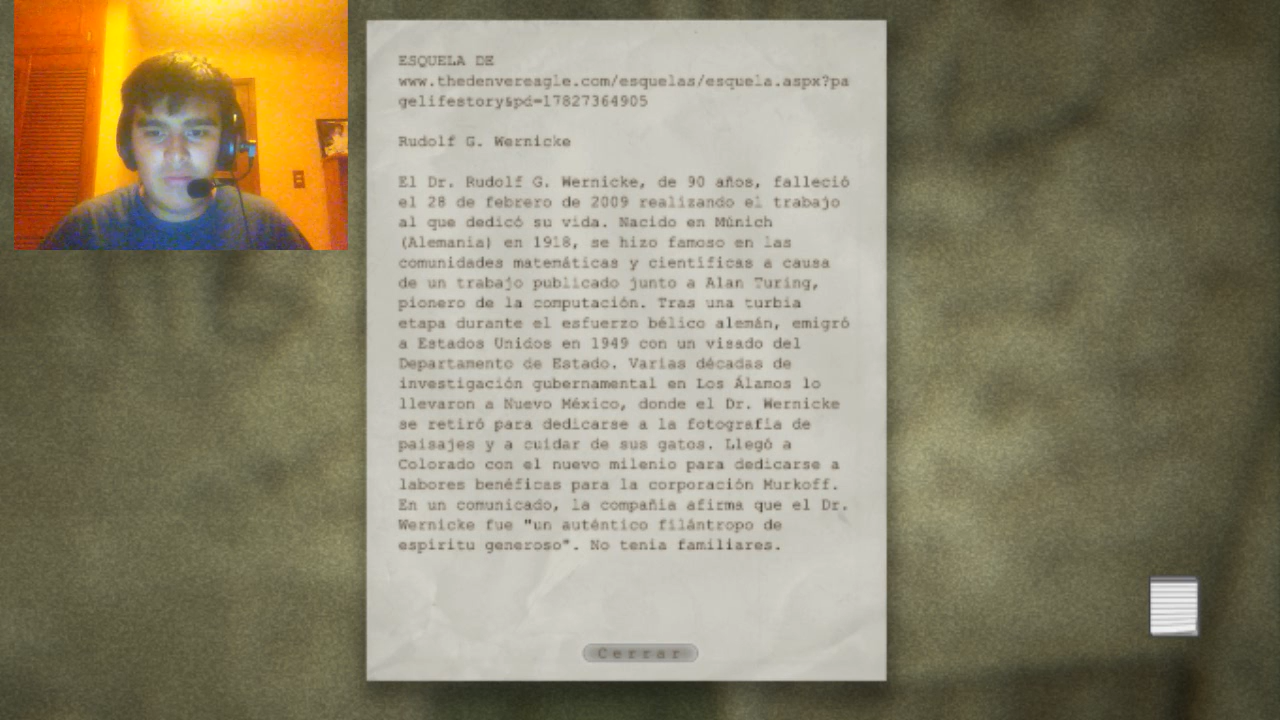 ESQUELA DE
www.thedenvereagle.com/esquelas/esquela.aspx?pa
gelifestory&pd=17827364905
Rudolf G. Wernicke
El Dr. Rudolf G. Wernicke, de 90 años, falleció
el 28 de febrero de 2009 realizando el trabajo
al que dedicó su vida. Nacido en Múnich
(Alemania) en 1918, se hizo famoso en las
comunidades matemáticas y científicas a causa
de un trabajo publicado junto a Alan Turing,
pionero de la computación. Tras una turbia
etapa durante el esfuerzo bélico alemán, emigró
a Estados Unidos en 1949 con un visado del
Departamento de Estado. Varias décadas de
investigación gubernamental en Los Álamos lo
llevaron a Nuevo México, donde el Dr. Wernicke
se retiró para dedicarse a la fotografía de
paisajes y a cuidar de sus gatos. Llegó a
Colorado con el nuevo milenio para dedicarse a
labores benéficas para la corporación Murkoff.
En un comunicado, la compañía afirma que el Dr.
Wernicke fue "un auténtico filántropo de
espíritu generoso". No tenía familiares.
Cerrar